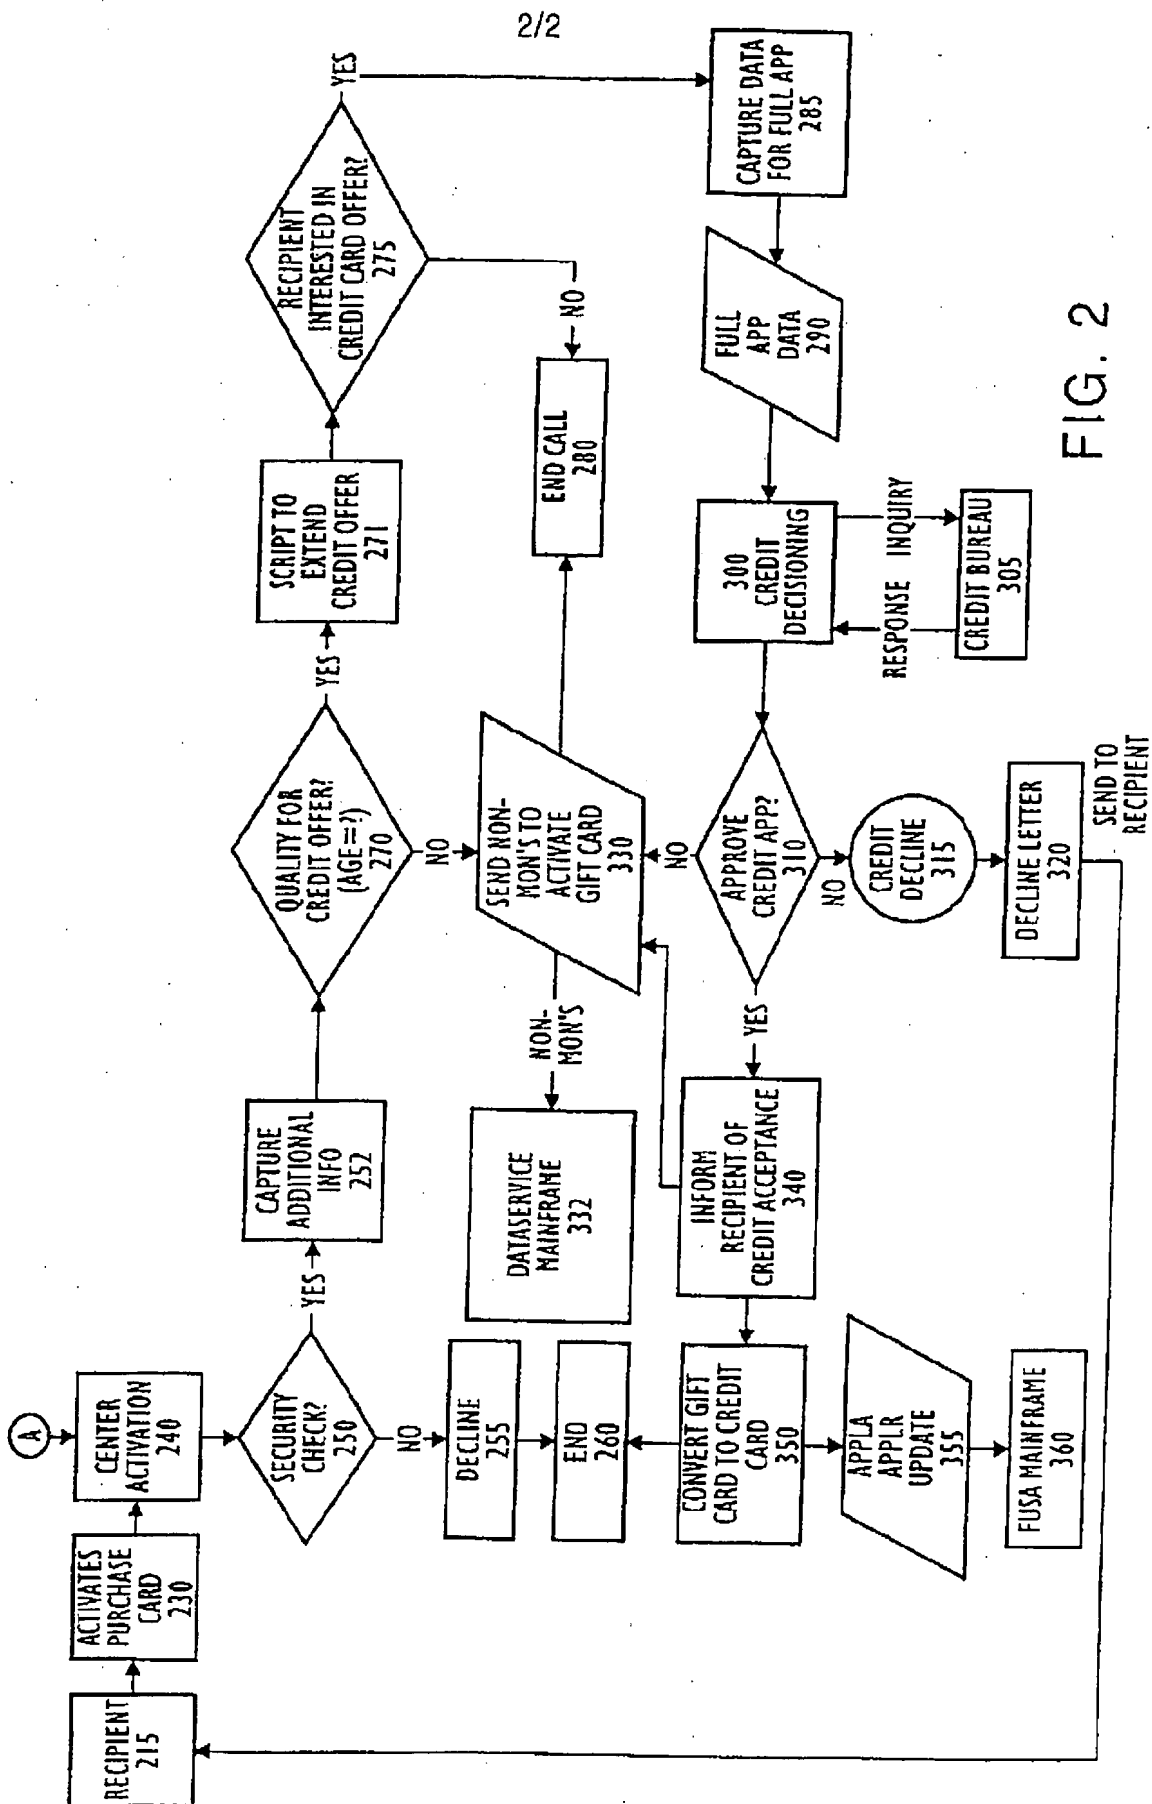 2/2
A
RECIPIENT
215
ACTIVATES
PURCHASE
CARD
230
CENTER
ACTIVATION
240
SECURITY
CHECK?
250
YES
NO
CAPTURE
ADDITIONAL
INFO
252
QUALITY FOR
CREDIT OFFER?
(AGE=?)
270
YES
NO
SCRIPT TO
EXTEND
CREDIT OFFER
271
RECIPIENT
INTERESTED IN
CREDIT CARD OFFER?
275
YES
NO
DECLINE
255
END
260
DATASERVICE
MAINFRAME
332
NON-
MON'S
SEND NON-
MON'S TO
ACTIVATE
GIFT CARD
330
END CALL
280
CONVERT GIFT
CARD TO CREDIT
CARD
350
INFORM
RECIPIENT OF
CREDIT ACCEPTANCE
340
YES
NO
APPROVE
CREDIT APP?
310
NO
300
CREDIT
DECISIONING
FULL
APP
DATA
290
CAPTURE DATA
FOR FULL APP
285
APPLA
APPLR
UPDATE
355
CREDIT
DECLINE
315
RESPONSE
INQUIRY
FUSA MAINFRAME
360
DECLINE LETTER
320
CREDIT BUREAU
305
SEND TO
RECIPIENT
FIG. 2